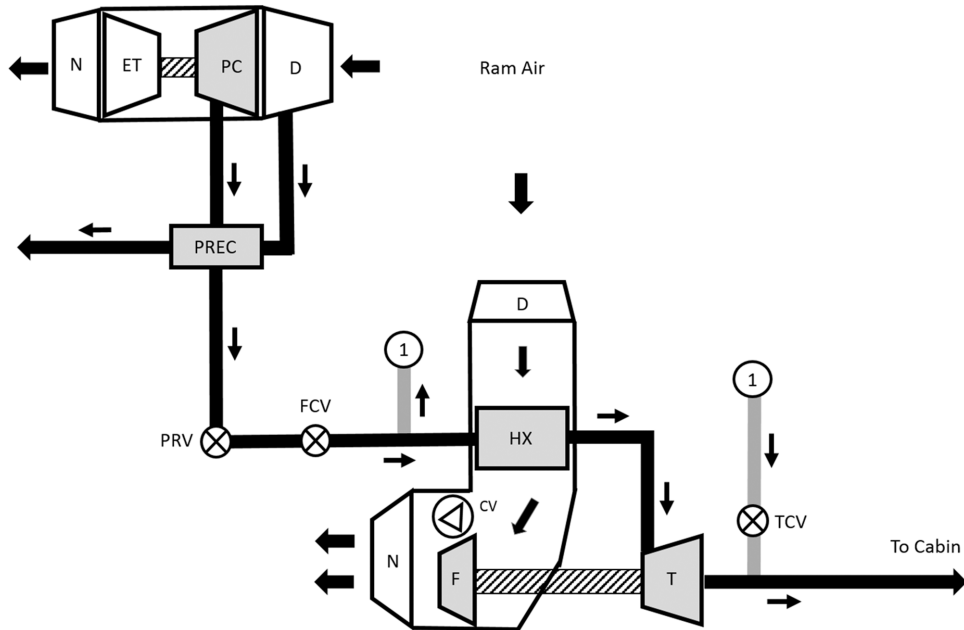 N ET PC D
Ram Air
PREC
D
1
1
FCV
PRV
HX
CV
TCV
To Cabin
N
F
T